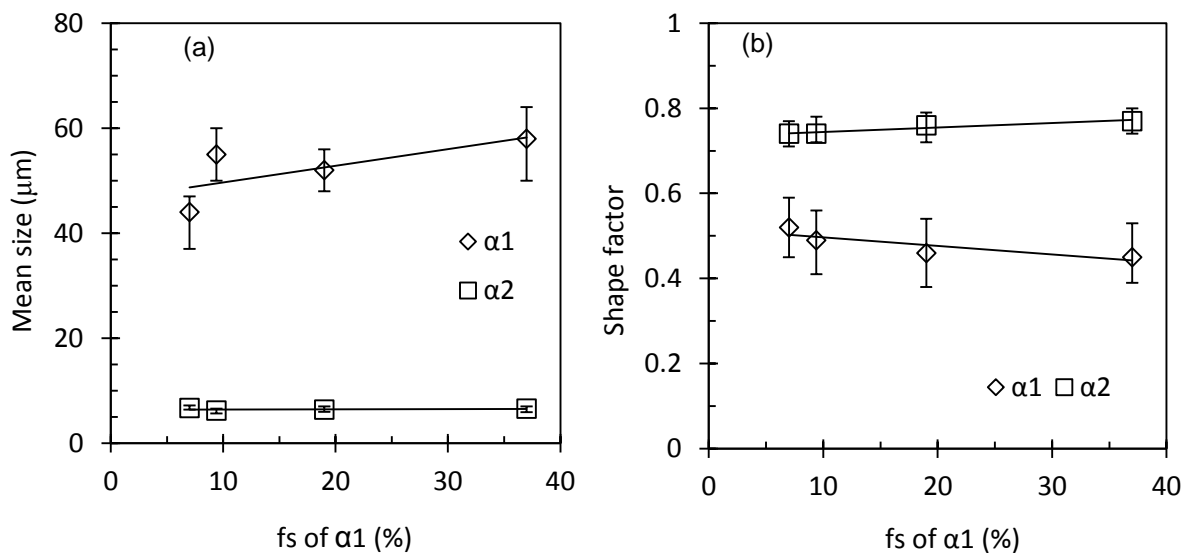 (a)
Mean size (μm)
80
60
40
20
0
α1
α2
0 10 20 30 40
fs of α1 (%)
(b)
Shape factor
1
0.8
0.6
0.4
0.2
0
α1 α2
0 10 20 30 40
fs of α1 (%)